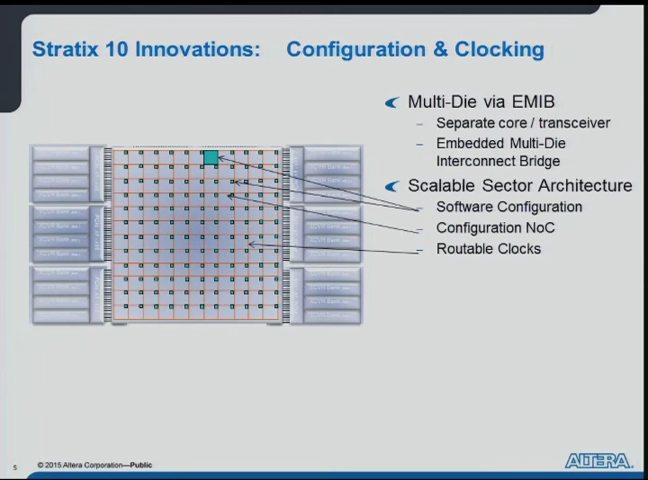 Stratix 10 Innovations: Configuration & Clocking
Multi-Die via EMIB
– Separate core / transceiver
– Embedded Multi-Die
Interconnect Bridge
Scalable Sector Architecture
– Software Configuration
– Configuration NoC
– Routable Clocks
5
© 2015 Altera Corporation—Public
ALTERA